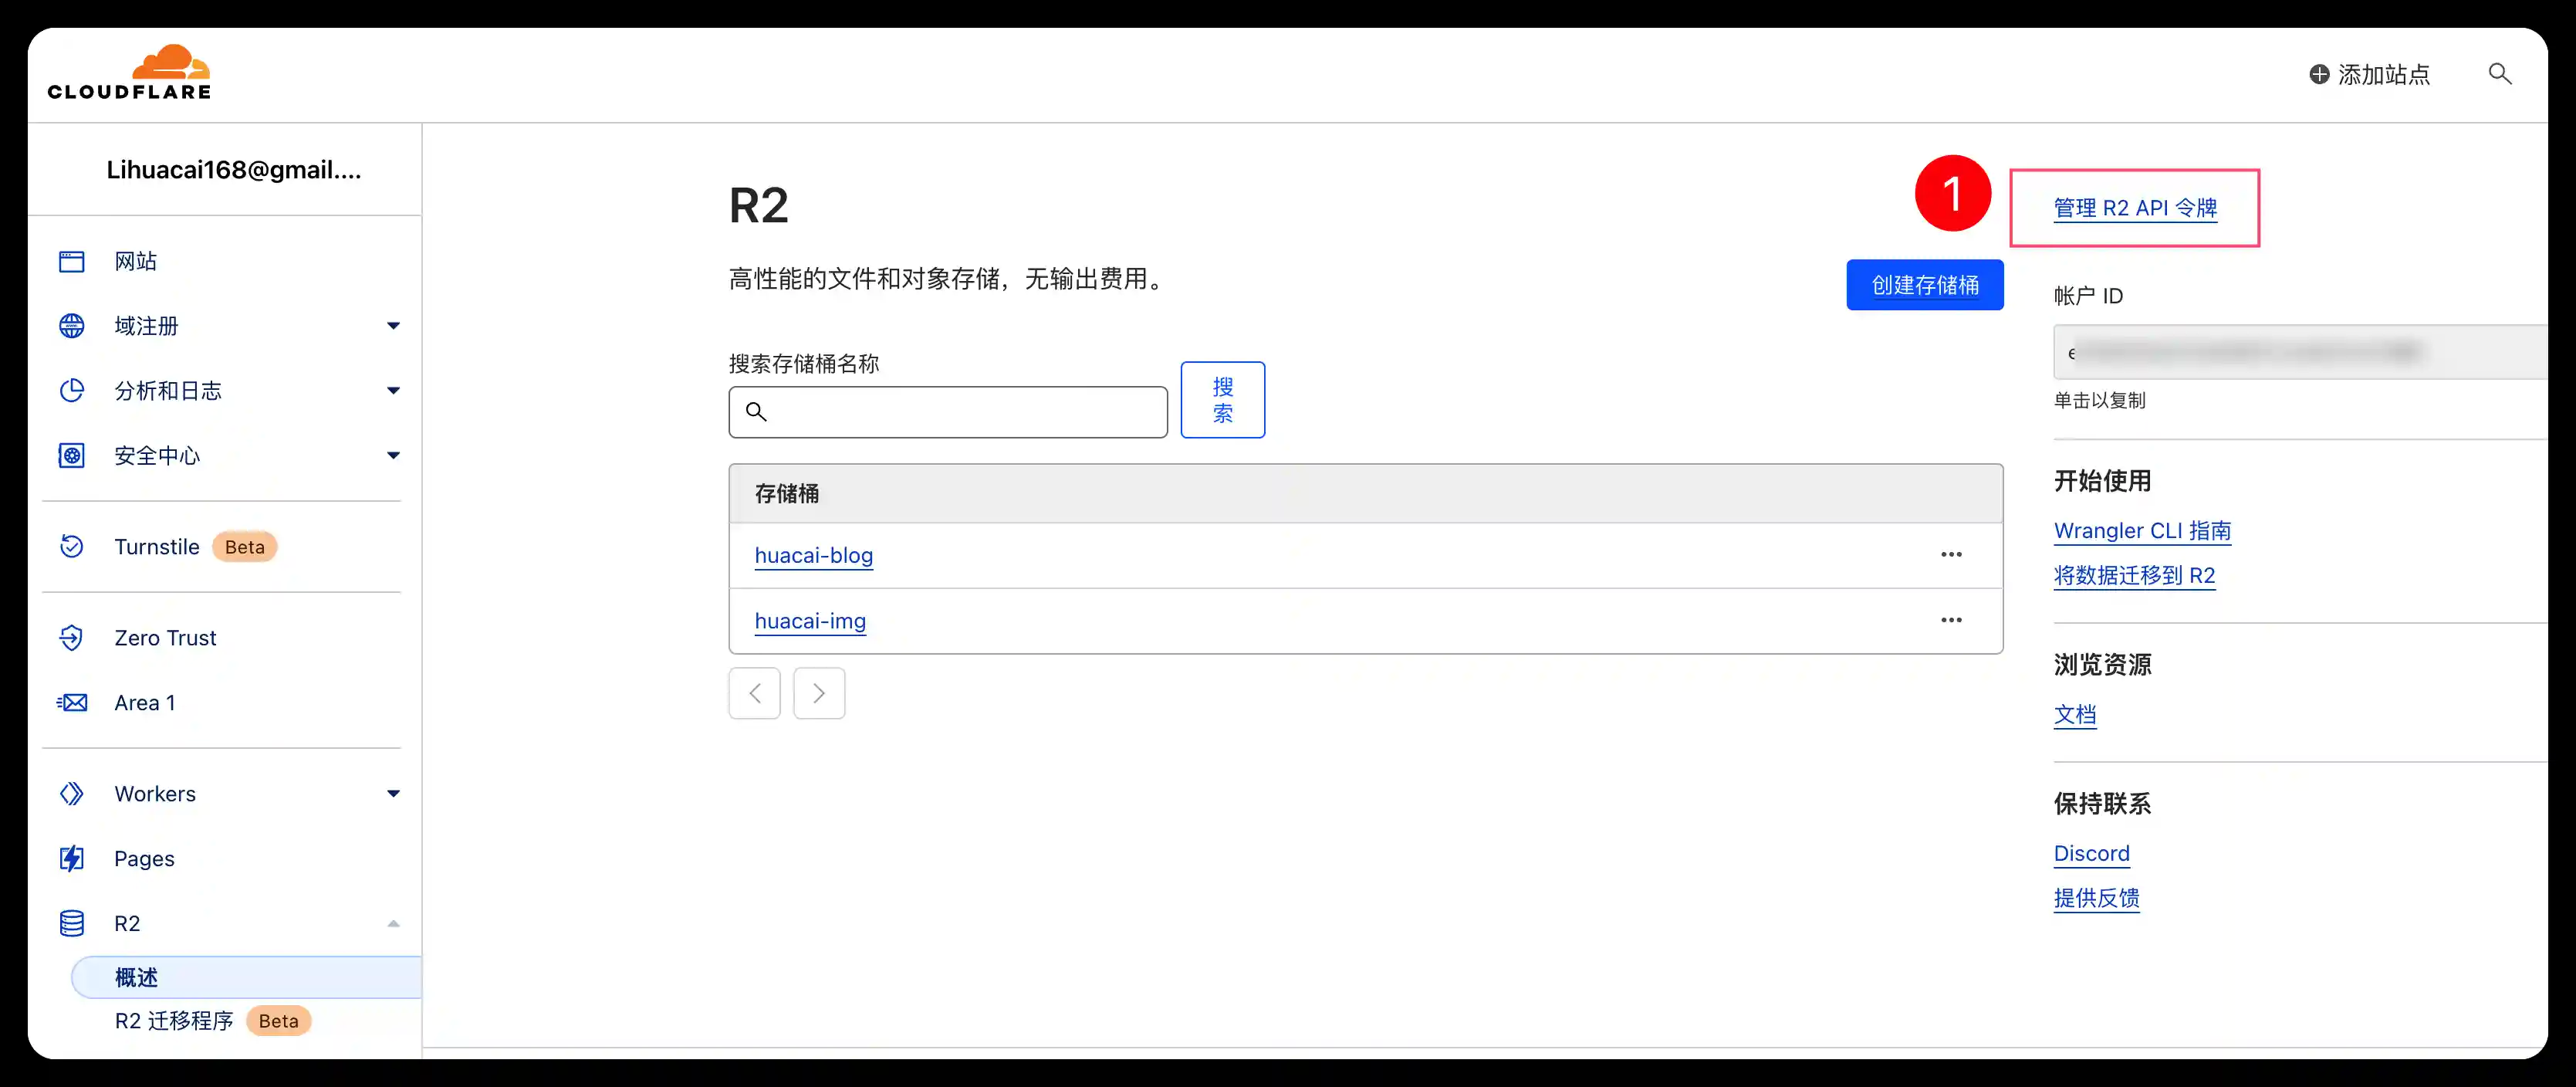 CLOUDFLARE
添加站点
Lihuacai168@gmail....
网站
域注册
分析和日志
安全中心
Turnstile Beta
Zero Trust
Area 1
Workers
Pages
R2
概述
R2 迁移程序 Beta
R2
高性能的文件和对象存储，无输出费用。
创建存储桶
搜索存储桶名称
搜
索
存储桶
huacai-blog
huacai-img
1
管理 R2 API 令牌
帐户 ID
e
单击以复制
开始使用
Wrangler CLI 指南
将数据迁移到 R2
浏览资源
文档
保持联系
Discord
提供反馈